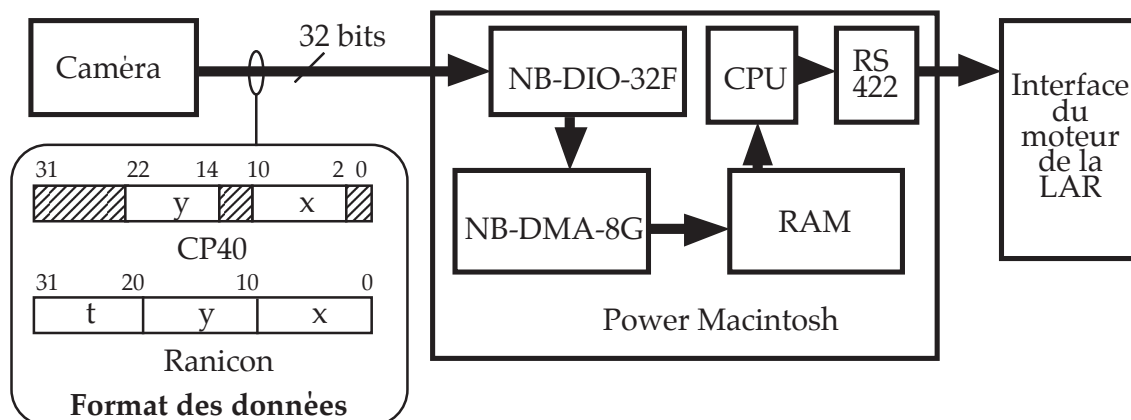 Caméra
32 bits
NB-DIO-32F
CPU
RS
422
Interface
du
moteur
de la
LAR
NB-DMA-8G
RAM
Power Macintosh
31 22 14 10 2 0
y x
CP40
31 20 10 0
t y x
Ranicon
Format des données